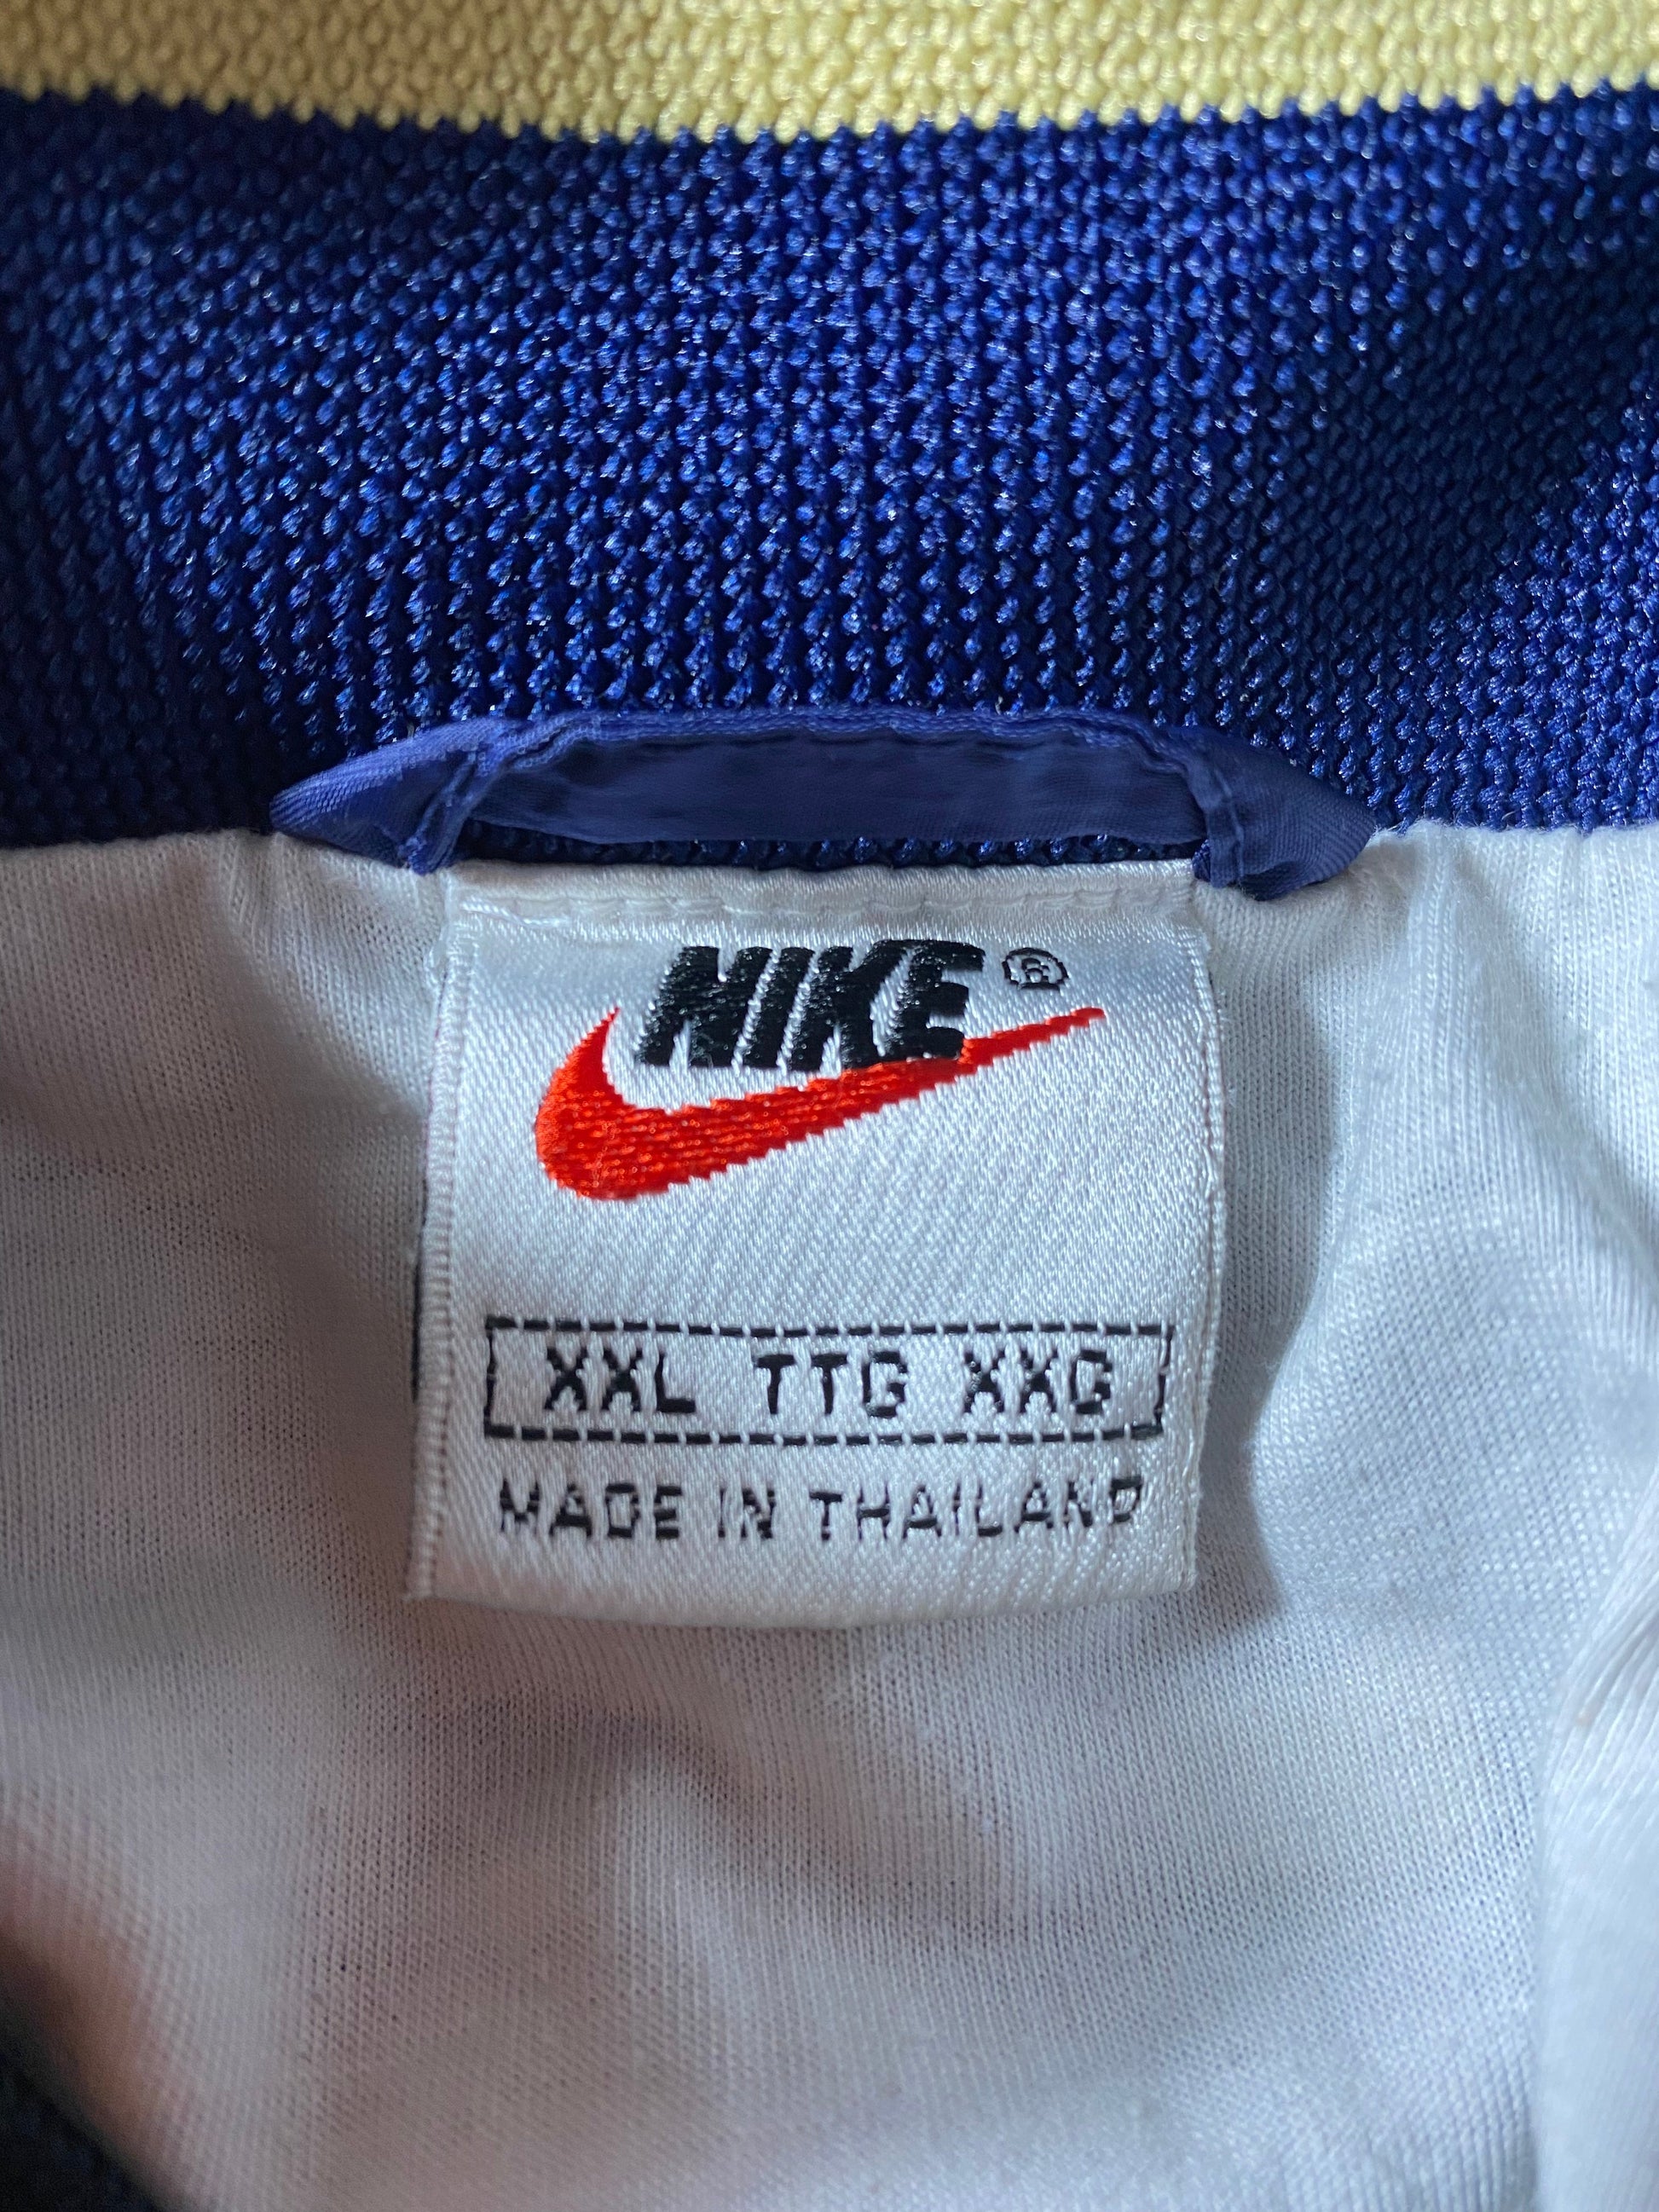 NIKE ®
XXL TTG XXG
MADE IN THAILAND